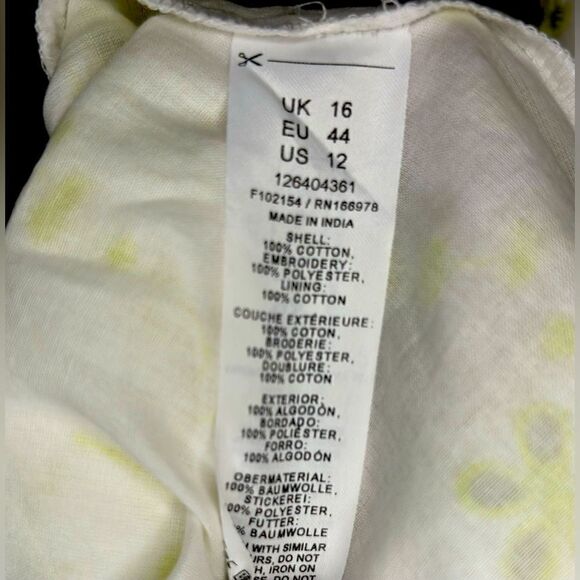 UK 16
EU 44
US 12
126404361
F102154 / RN166978
MADE IN INDIA
SHELL:
100% COTTON,
EMBROIDERY:
100% POLYESTER,
LINING:
100% COTTON
COUCHE EXTÉRIEURE:
100% COTON,
BRODERIE:
100% POLYESTER,
DOUBLURE:
100% COTON
EXTERIOR:
100% ALGODÓN,
BORDADO:
100% POLIÉSTER,
FORRO:
100% ALGODÓN
OBERMATERIAL:
100% BAUMWOLLE,
STICKEREI:
00% POLYESTER,
FUTTER:
% BAUMWOLLE
WITH SIMILAR
DO NOT
IRON ON
DO NOT